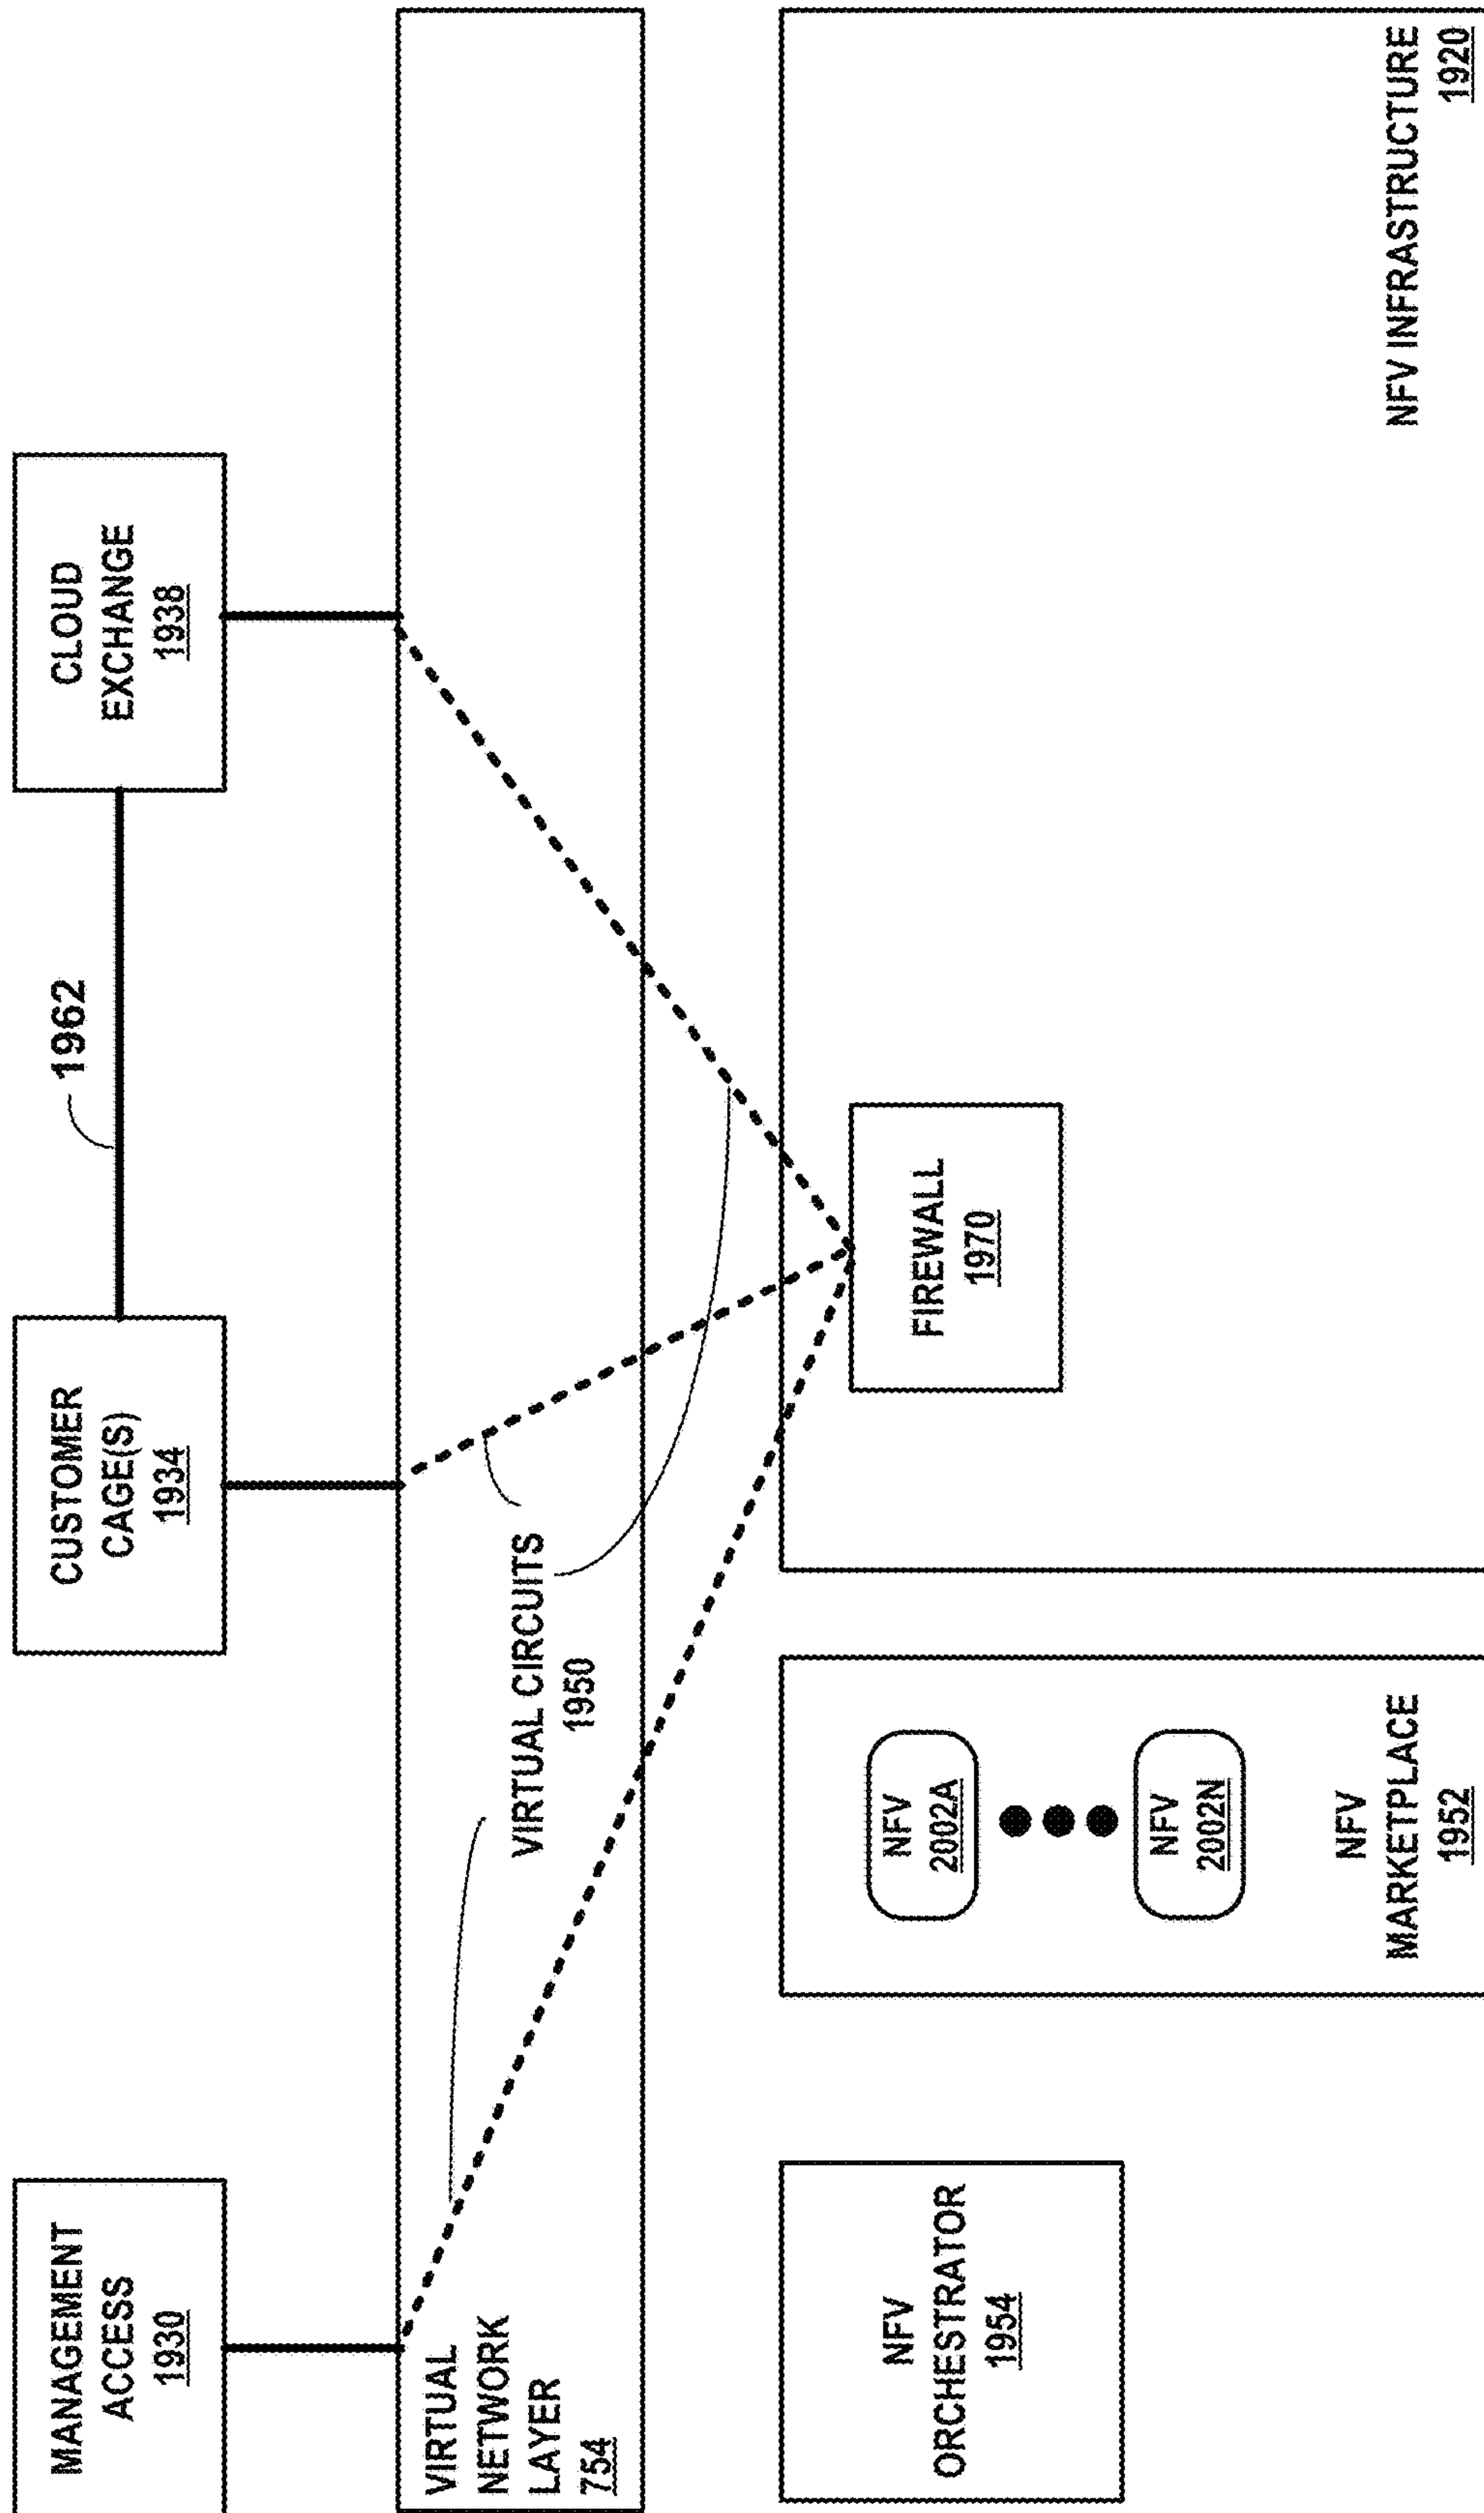 MANAGEMENT
ACCESS
1930
CUSTOMER
CAGE(S)
1934
1962
CLOUD
EXCHANGE
1938
VIRTUAL
NETWORK
LAYER
754
VIRTUAL CIRCUITS
1950
NFV
ORCHESTRATOR
1954
NFV
2002A
NFV
2002N
NFV
MARKETPLACE
1952
FIREWALL
1970
NFV INFRASTRUCTURE
1920